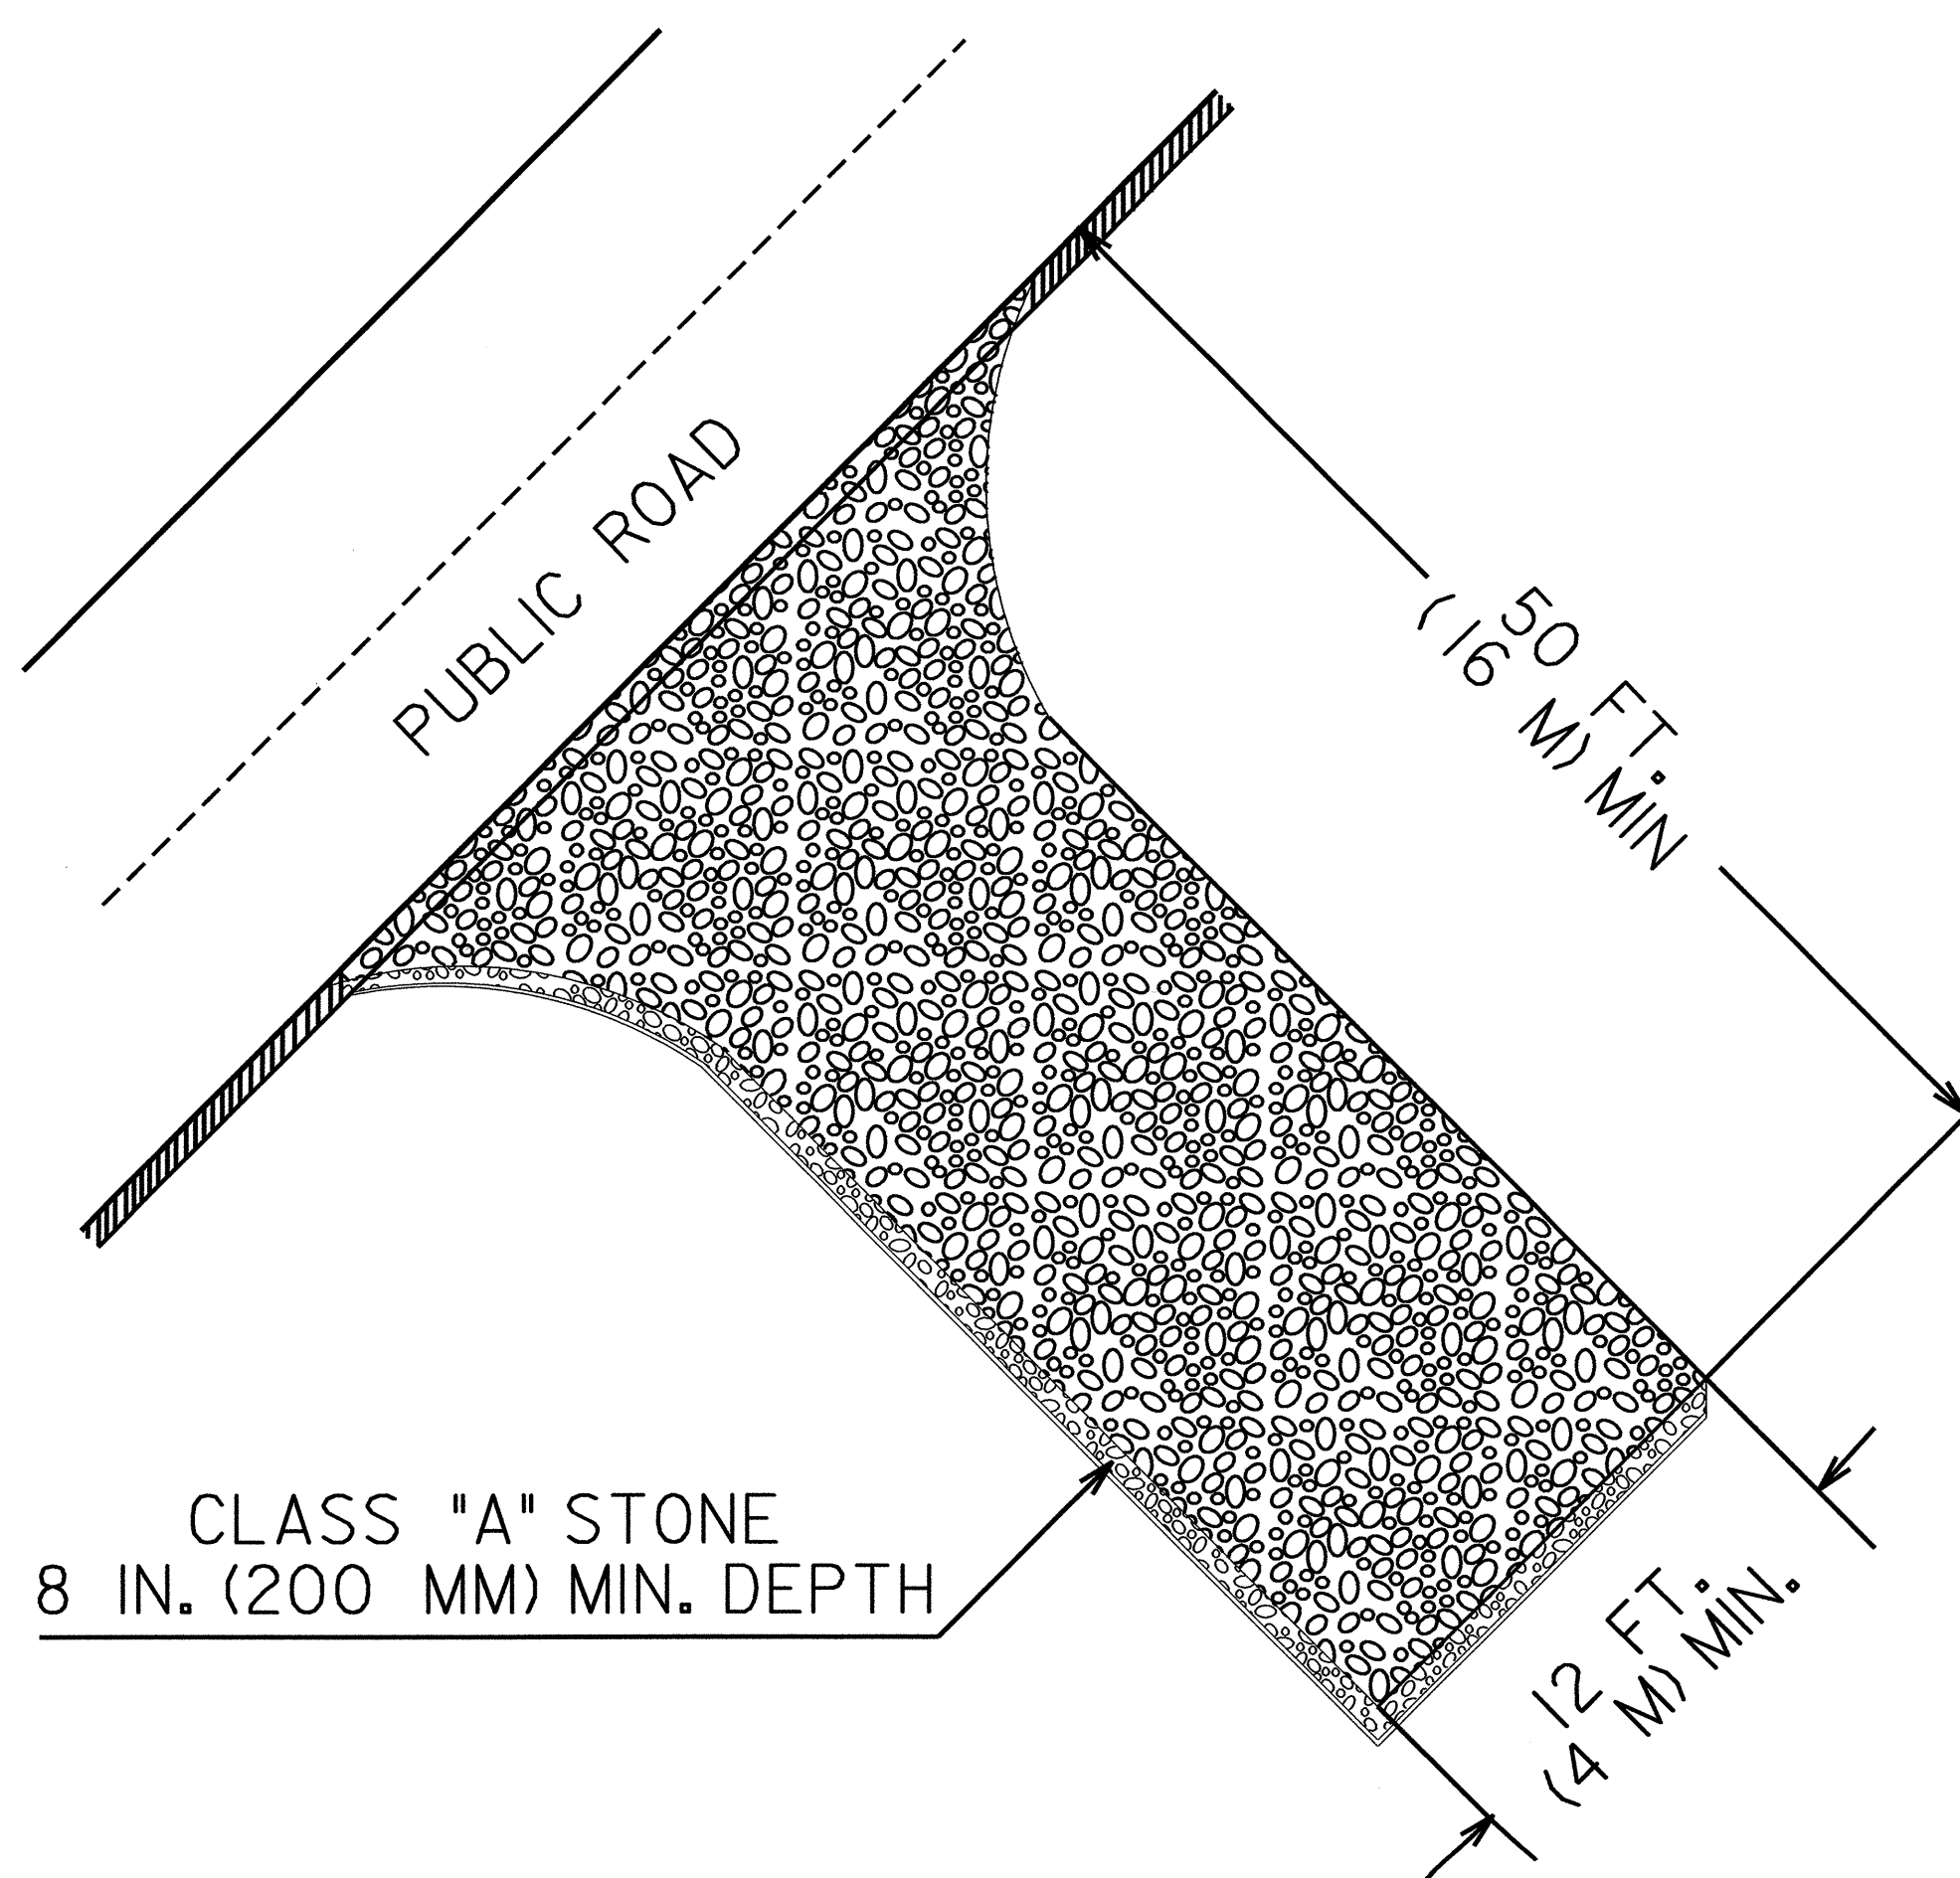 PUBLIC ROAD
50 FT.
(16 M) MIN
CLASS "A" STONE
8 IN. (200 MM) MIN. DEPTH
12 FT.
(4 M) MIN.